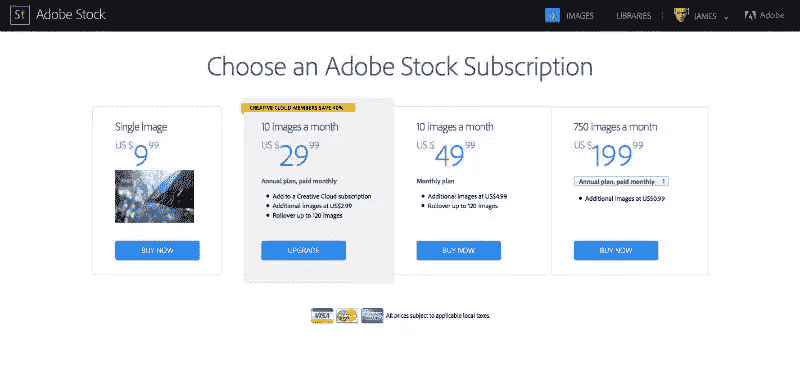 St Adobe Stock
IMAGES LIBRARIES JAMES Adobe
Choose an Adobe Stock Subscription
CREATIVE CLOUD MEMBERS SAVE 40%
Single Image
US $9.99
BUY NOW
10 images a month
US $29.99
Annual plan, paid monthly
Add to a Creative Cloud subscription
Additional images at US$2.99
Rollover up to 120 images
UPGRADE
10 images a month
US $49.99
Monthly plan
Additional images at US$4.99
Rollover up to 120 images
BUY NOW
750 images a month
US $199.99
Annual plan, paid monthly
Additional images at US$0.99
BUY NOW
VISA All prices subject to applicable local taxes.